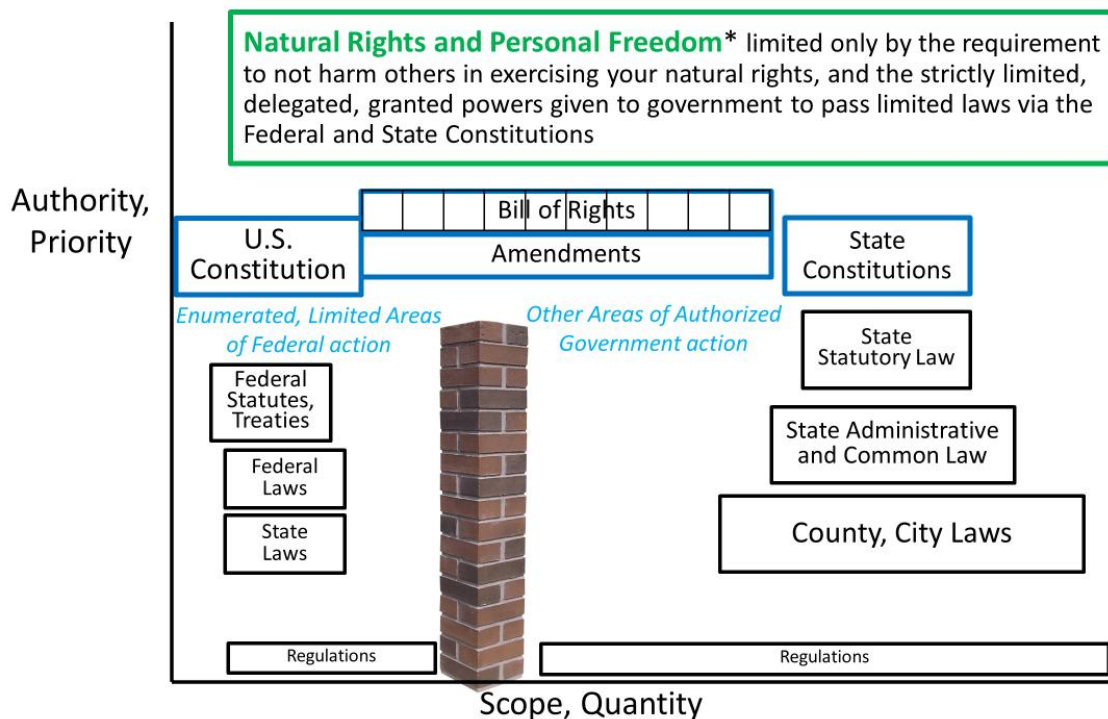 Natural Rights and Personal Freedom* limited only by the requirement
to not harm others in exercising your natural rights, and the strictly limited,
delegated, granted powers given to government to pass limited laws via the
Federal and State Constitutions
Authority,
Priority
Bill of Rights
U.S.
Constitution
Amendments
State
Constitutions
Enumerated, Limited Areas
of Federal action
Other Areas of Authorized
Government action
State
Statutory Law
Federal
Statutes,
Treaties
State Administrative
and Common Law
Federal
Laws
State
Laws
County, City Laws
Regulations
Regulations
Scope, Quantity